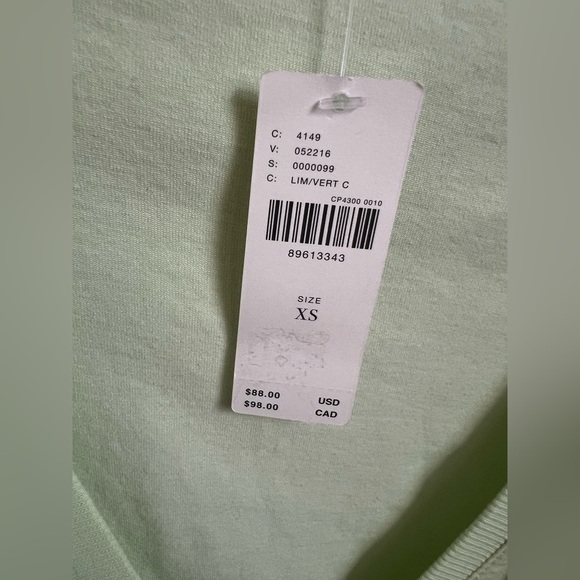 C: 4149
V: 052216
S: 0000099
C: LIM/VERT C
CP4300 0010
89613343
SIZE
XS
$88.00 USD
$98.00 CAD